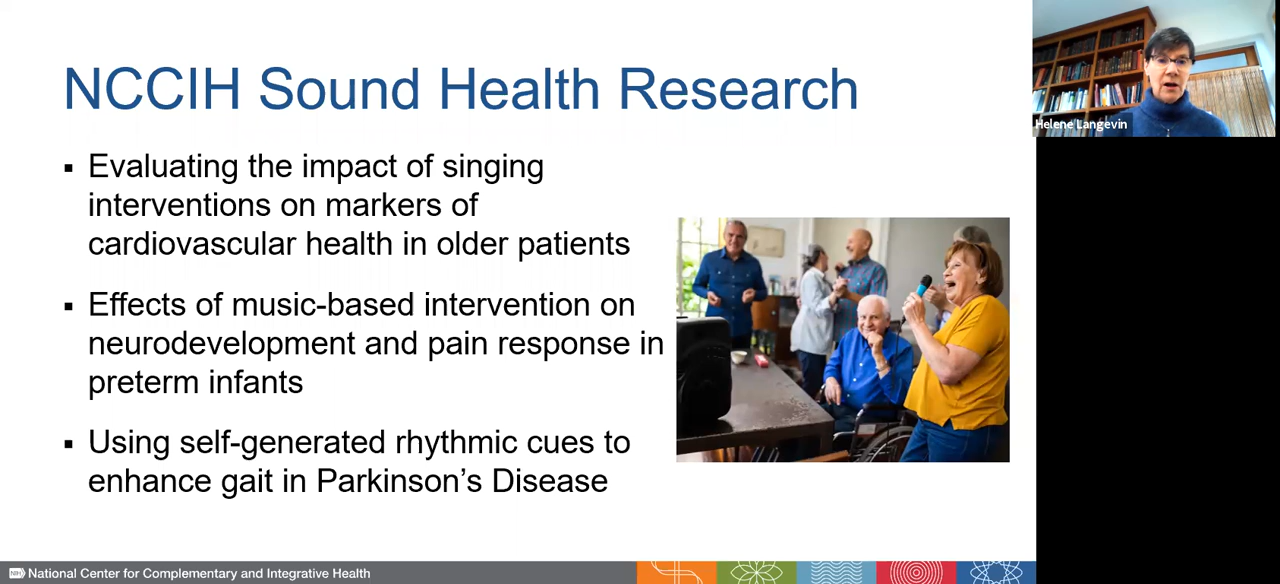 NCCIH Sound Health Research
▪ Evaluating the impact of singing
interventions on markers of
cardiovascular health in older patients
▪ Effects of music-based intervention on
neurodevelopment and pain response in
preterm infants
▪ Using self-generated rhythmic cues to
enhance gait in Parkinson’s Disease
Helene Langevin
NIH National Center for Complementary and Integrative Health